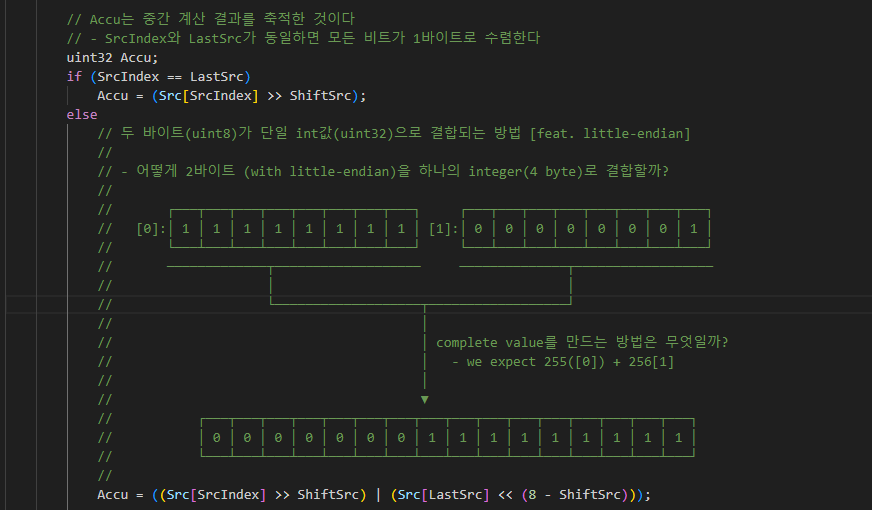 // Accu는 중간 계산 결과를 축적한 것이다
// - SrcIndex와 LastSrc가 동일하면 모든 비트가 1바이트로 수렴한다
uint32 Accu;
if (SrcIndex == LastSrc)
Accu = (Src[SrcIndex] >> ShiftSrc);
else
// 두 바이트(uint8)가 단일 int값(uint32)으로 결합되는 방법 [feat. little-endian]
//
// - 어떻게 2바이트 (with little-endian)을 하나의 integer(4 byte)로 결합할까?
//
//
// [0]:│ 1 │ 1 │ 1 │ 1 │ 1 │ 1 │ 1 │ 1 │ [1]:│ 0 │ 0 │ 0 │ 0 │ 0 │ 0 │ 0 │ 1 │
//
//
//
//
//
// complete value를 만드는 방법은 무엇일까?
// - we expect 255([0]) + 256[1]
//
// ▼
//
// │ 0 │ 0 │ 0 │ 0 │ 0 │ 0 │ 0 │ 1 │ 1 │ 1 │ 1 │ 1 │ 1 │ 1 │ 1 │ 1 │
//
//
Accu = ((Src[SrcIndex] >> ShiftSrc) | (Src[LastSrc] << (8 - ShiftSrc)));